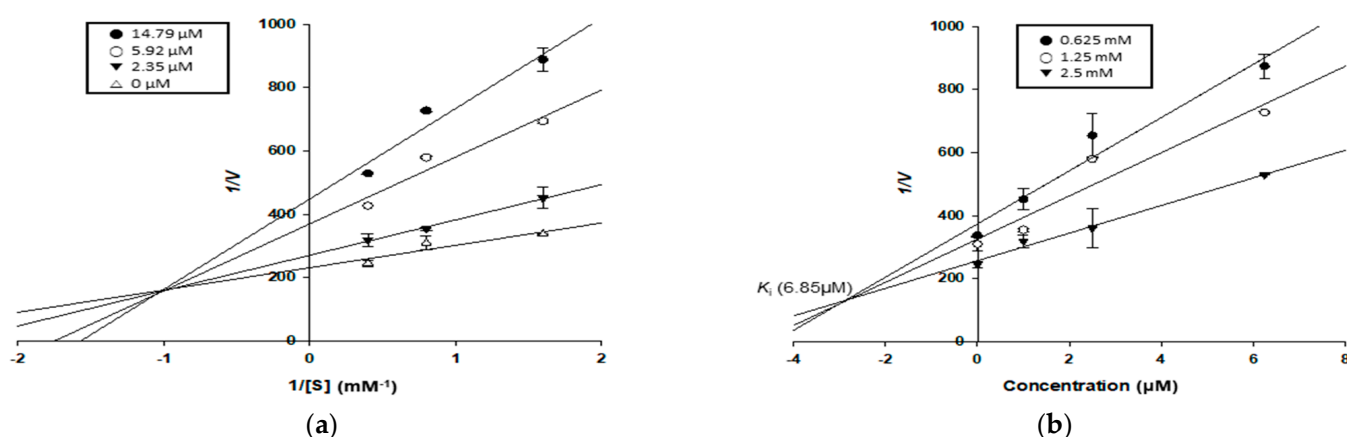 14.79 µM
5.92 µM
2.35 µM
0 µM
1000
800
600
400
200
0
1/V
-2
-1
0
1
2
1/[S] (mM⁻¹)
(a)
0.625 mM
1.25 mM
2.5 mM
1000
800
600
400
200
0
1/V
Ki (6.85µM)
-4
-2
0
2
4
6
8
Concentration (µM)
(b)